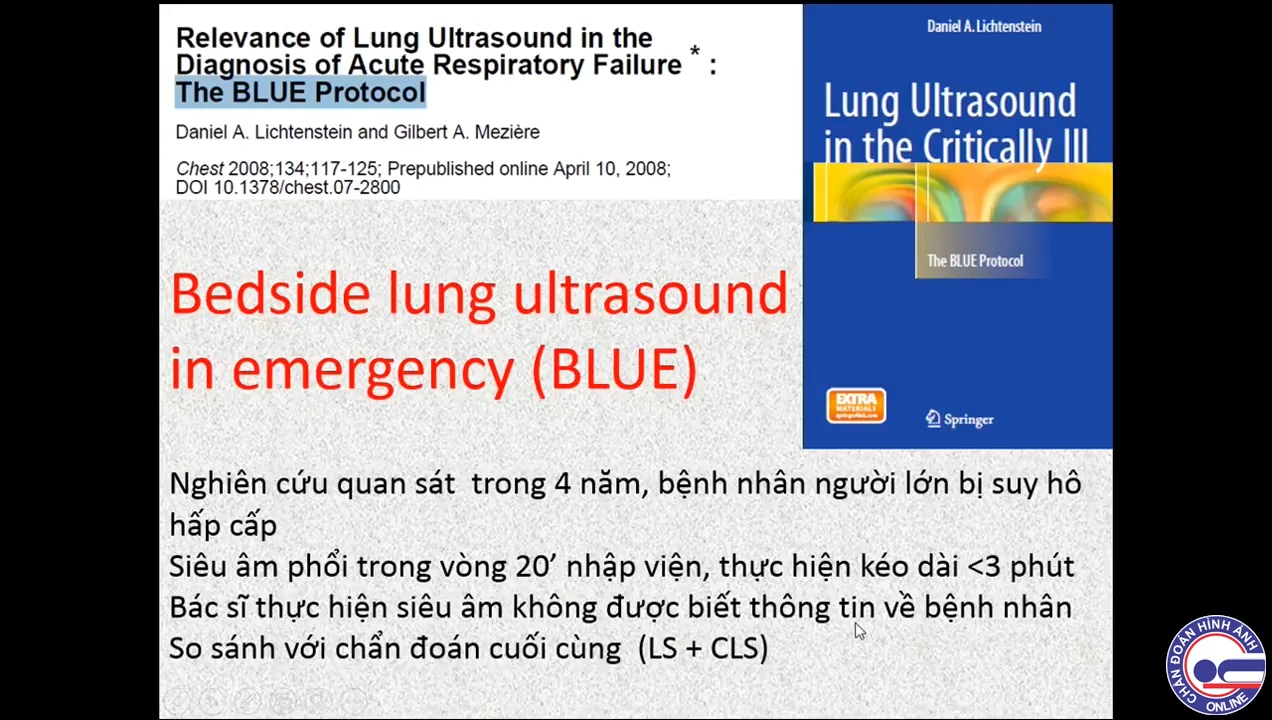 Relevance of Lung Ultrasound in the
Diagnosis of Acute Respiratory Failure * :
The BLUE Protocol
Daniel A. Lichtenstein and Gilbert A. Mezière
Chest 2008;134;117-125; Prepublished online April 10, 2008;
DOI 10.1378/chest.07-2800
Daniel A. Lichtenstein
Lung Ultrasound
in the Critically Ill
The BLUE Protocol
EXTRA
MATERIALS
Springer
Bedside lung ultrasound
in emergency (BLUE)
Nghiên cứu quan sát trong 4 năm, bệnh nhân người lớn bị suy hô
hấp cấp
Siêu âm phổi trong vòng 20’ nhập viện, thực hiện kéo dài <3 phút
Bác sĩ thực hiện siêu âm không được biết thông tin về bệnh nhân
So sánh với chẩn đoán cuối cùng (LS + CLS)
CHẨN ĐOÁN HÌNH ẢNH
ONLINE